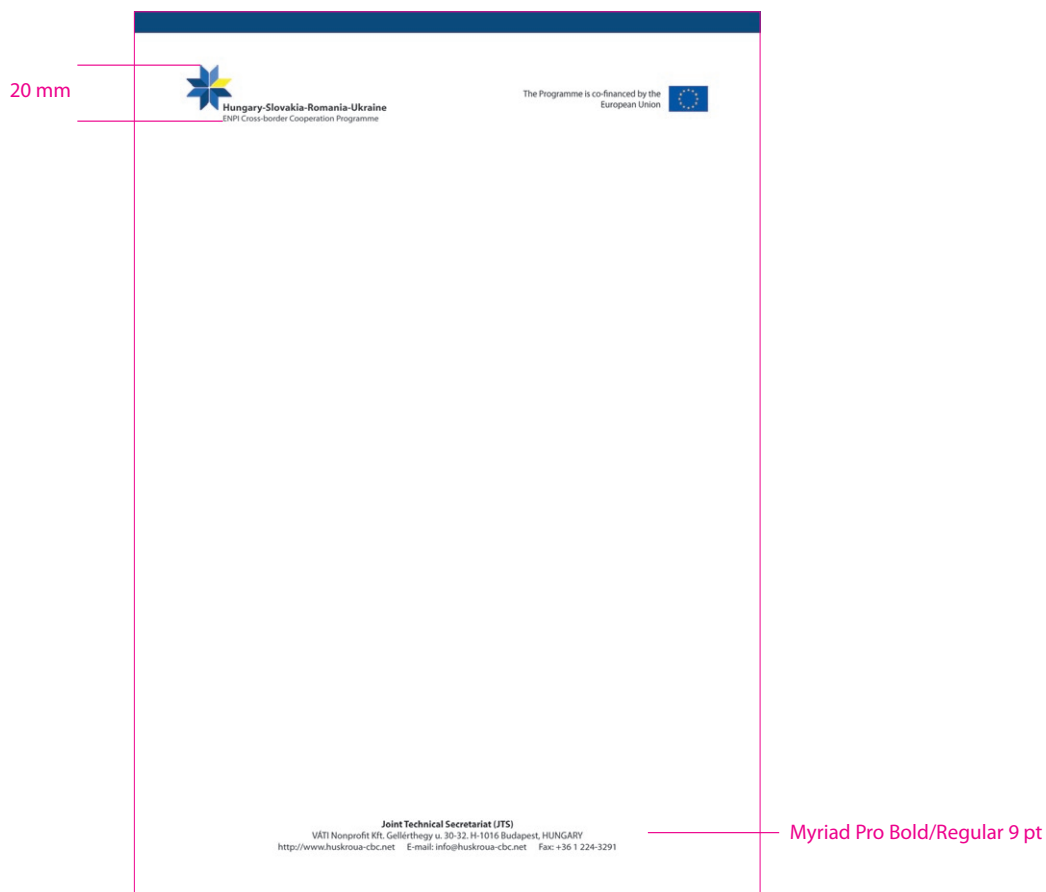 20 mm
Hungary-Slovakia-Romania-Ukraine
ENPI Cross-border Cooperation Programme
The Programme is co-financed by the
European Union
Joint Technical Secretariat (JTS)
VÁTI Nonprofit Kft. Gellérthegy u. 30-32. H-1016 Budapest, HUNGARY
http://www.huskroua-cbc.net E-mail: info@huskroua-cbc.net Fax: +36 1 224-3291
Myriad Pro Bold/Regular 9 pt